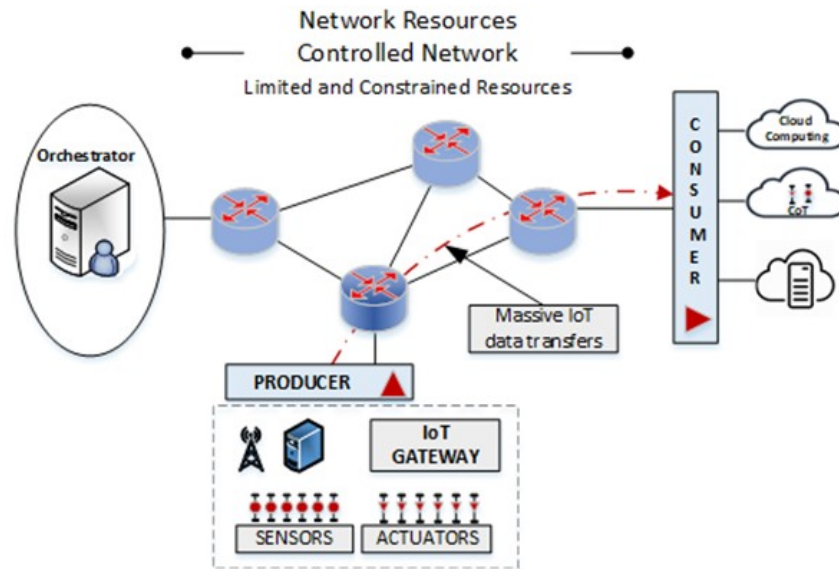 Network Resources
Controlled Network
Limited and Constrained Resources
Orchestrator
CONSUMER
Cloud
Computing
CoT
Massive IoT
data transfers
PRODUCER
IoT
GATEWAY
SENSORS
ACTUATORS